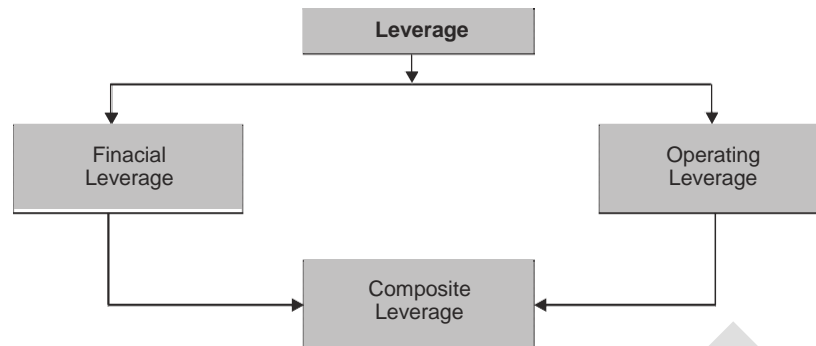 Leverage
Finacial
Leverage
Operating
Leverage
Composite
Leverage